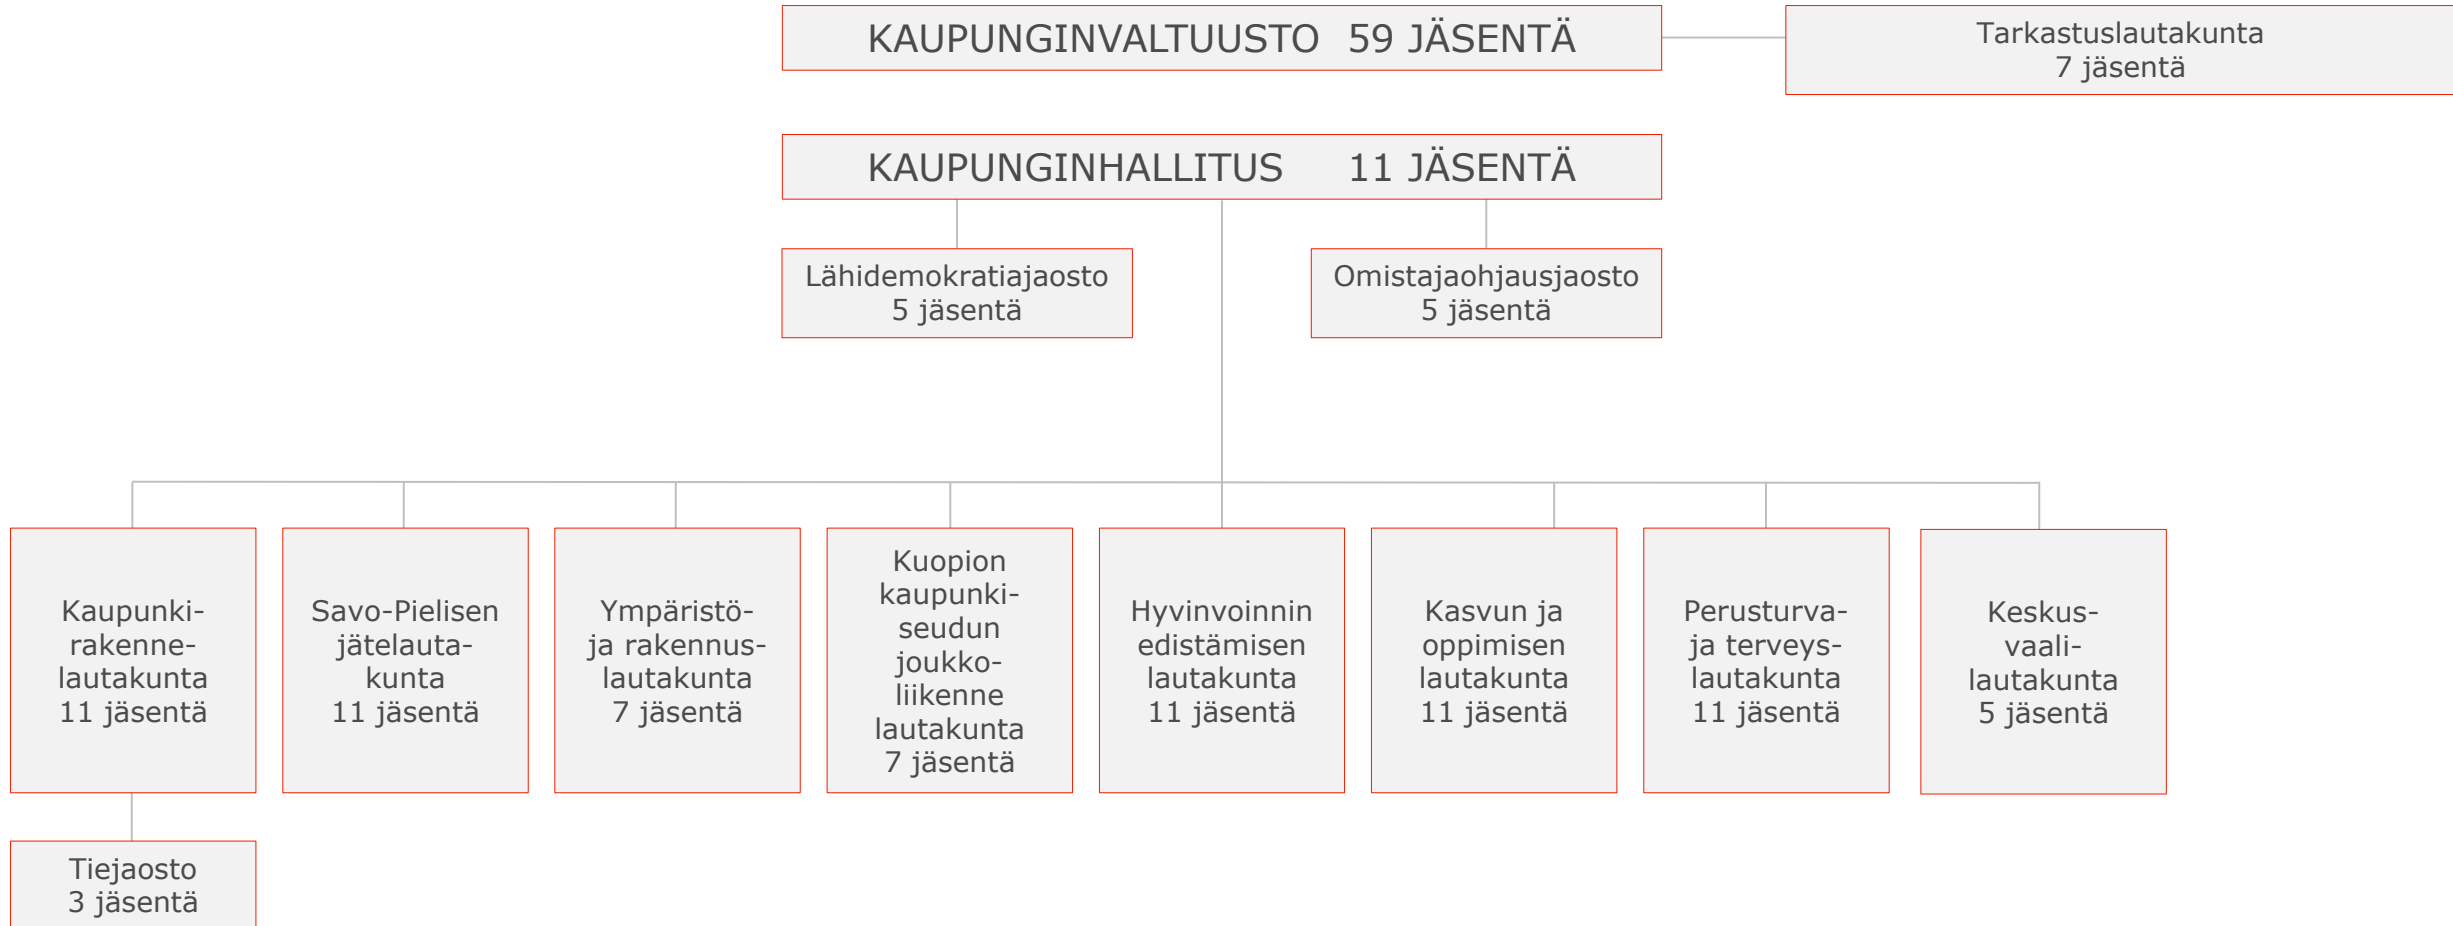 KAUPUNGINVALTUUSTO 59 JÄSENTÄ
Tarkastuslautakunta
7 jäsentä
KAUPUNGINHALLITUS 11 JÄSENTÄ
Lähidemokratiajaosto
5 jäsentä
Omistajaohjausjaosto
5 jäsentä
Kaupunki-
rakenne-
lautakunta
11 jäsentä
Savo-Pielisen
jätelauta-
kunta
11 jäsentä
Ympäristö-
ja rakennus-
lautakunta
7 jäsentä
Kuopion
kaupunki-
seudun
joukko-
liikenne
lautakunta
7 jäsentä
Hyvinvoinnin
edistämisen
lautakunta
11 jäsentä
Kasvun ja
oppimisen
lautakunta
11 jäsentä
Perusturva-
ja terveys-
lautakunta
11 jäsentä
Keskus-
vaali-
lautakunta
5 jäsentä
Tiejaosto
3 jäsentä